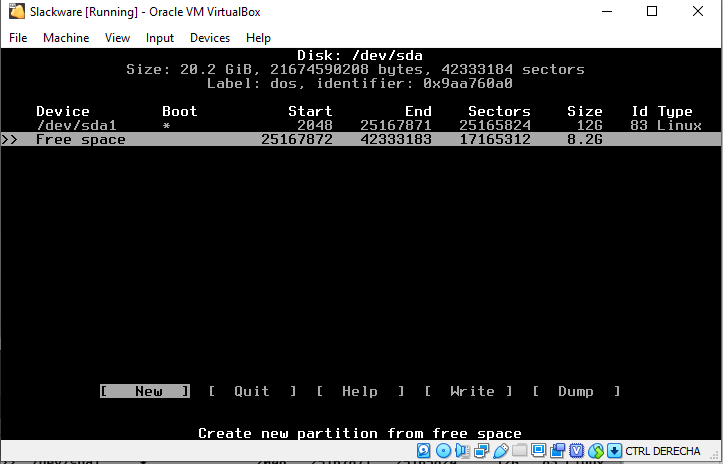 Slackware [Running] - Oracle VM VirtualBox
File Machine View Input Devices Help
Disk: /dev/sda
Size: 20.2 GiB, 21674590208 bytes, 42333184 sectors
Label: dos, identifier: 0x9aa760a0
Device Boot Start End Sectors Size Id Type
/dev/sda1 * 2048 25167871 25165824 12G 83 Linux
>> Free space 25167872 42333183 17165312 8.2G
[ New ] [ Quit ] [ Help ] [ Write ] [ Dump ]
Create new partition from free space
CTRL DERECHA